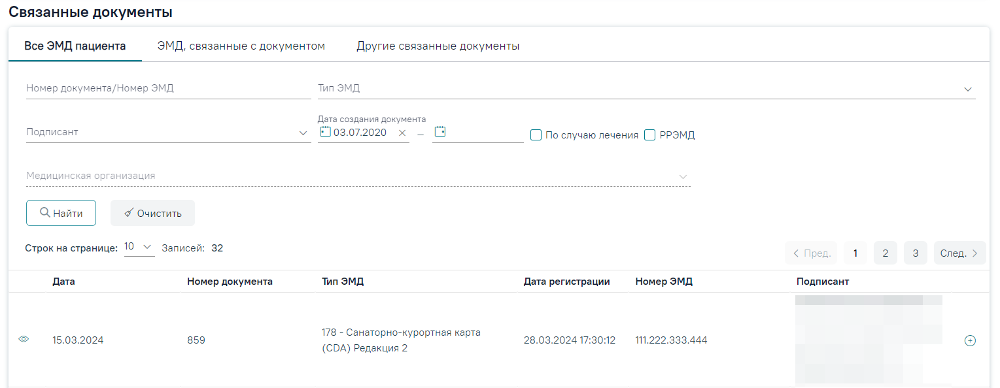 Связанные документы
Все ЭМД пациента ЭМД, связанные с документом Другие связанные документы
Номер документа/Номер ЭМД Тип ЭМД
Дата создания документа
Подписант 03.07.2020 – По случаю лечения РРЭМД
Медицинская организация
Найти Очистить
Строк на странице: 10 Записей: 32
Пред. 1 2 3 След.
Дата Номер документа Тип ЭМД Дата регистрации Номер ЭМД Подписант
15.03.2024 859 178 - Санаторно-курортная карта 28.03.2024 17:30:12 111.222.333.444
(CDA) Редакция 2